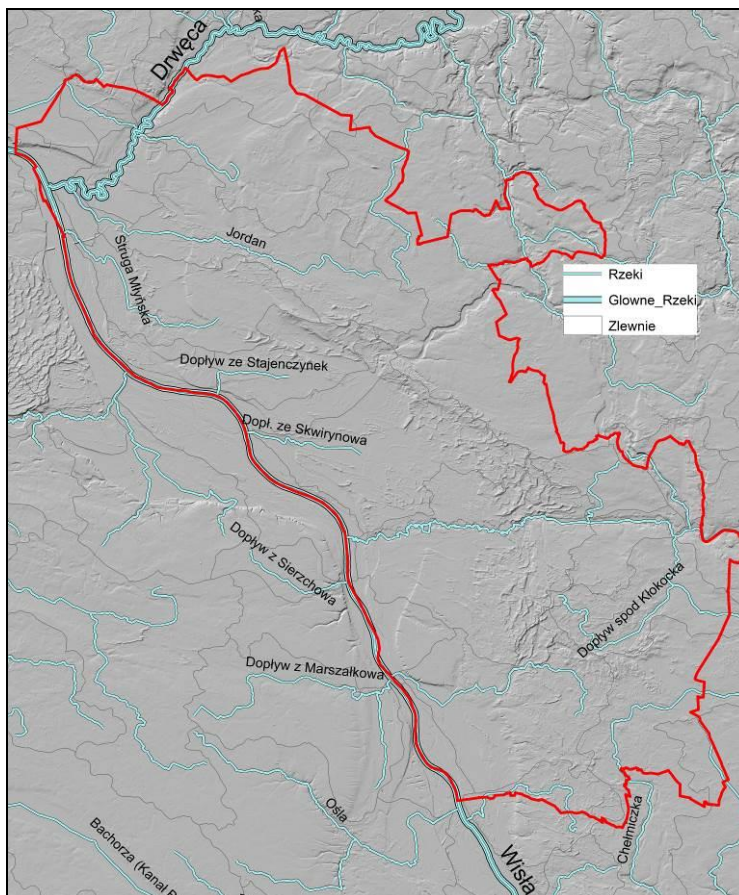 Drwęca
Jordan
Struga Młyńska
Rzeki
Glowne_Rzeki
Zlewnie
Dopływ ze Stajenczynek
Dopł. ze Skwirynowa
Dopływ z Sierzchowa
Dopływ spod Kłokocka
Dopływ z Marszałkowa
Ośla
Chełmiczka
Bachorza (Kanał
Wisła